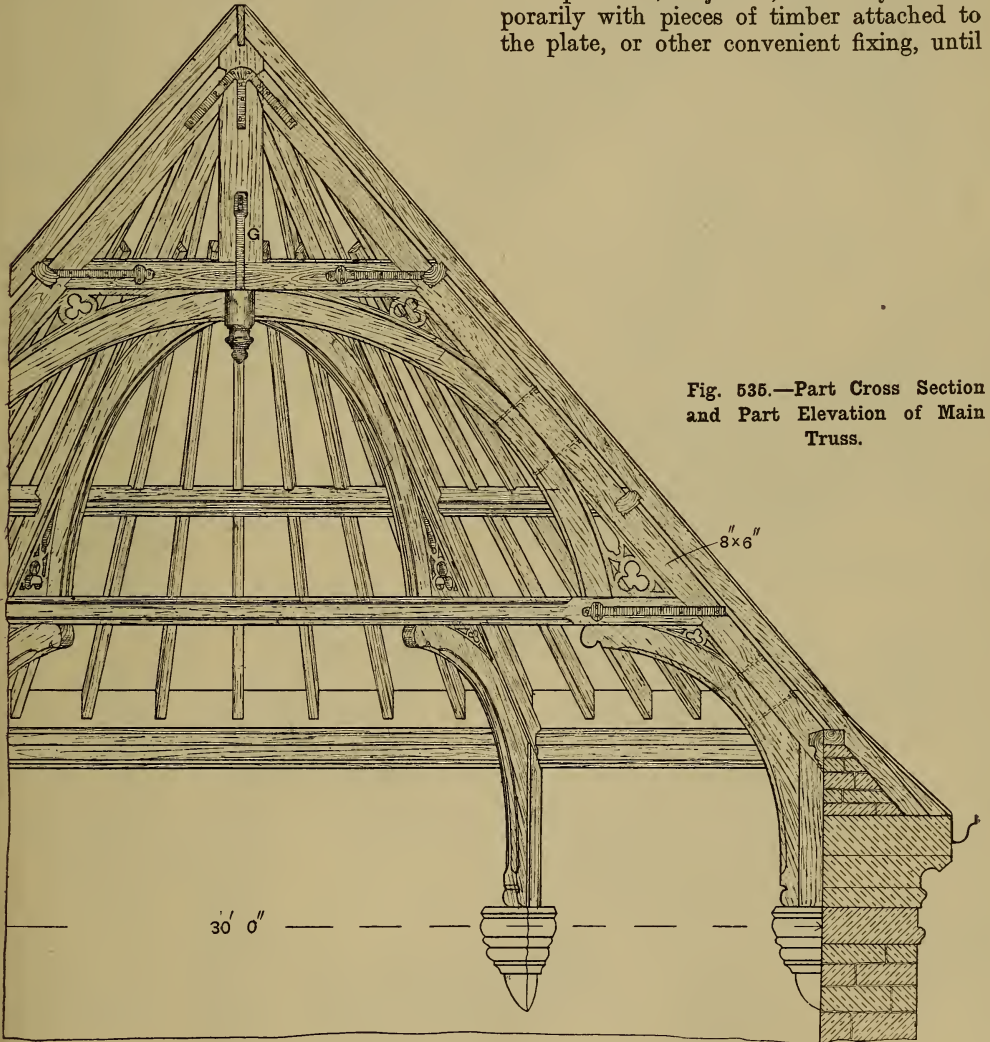 porarily with pieces of timber attached to
the plate, or other convenient fixing, until
G
Fig. 535.—Part Cross Section
and Part Elevation of Main
Truss.
8" × 6"
30' 0"